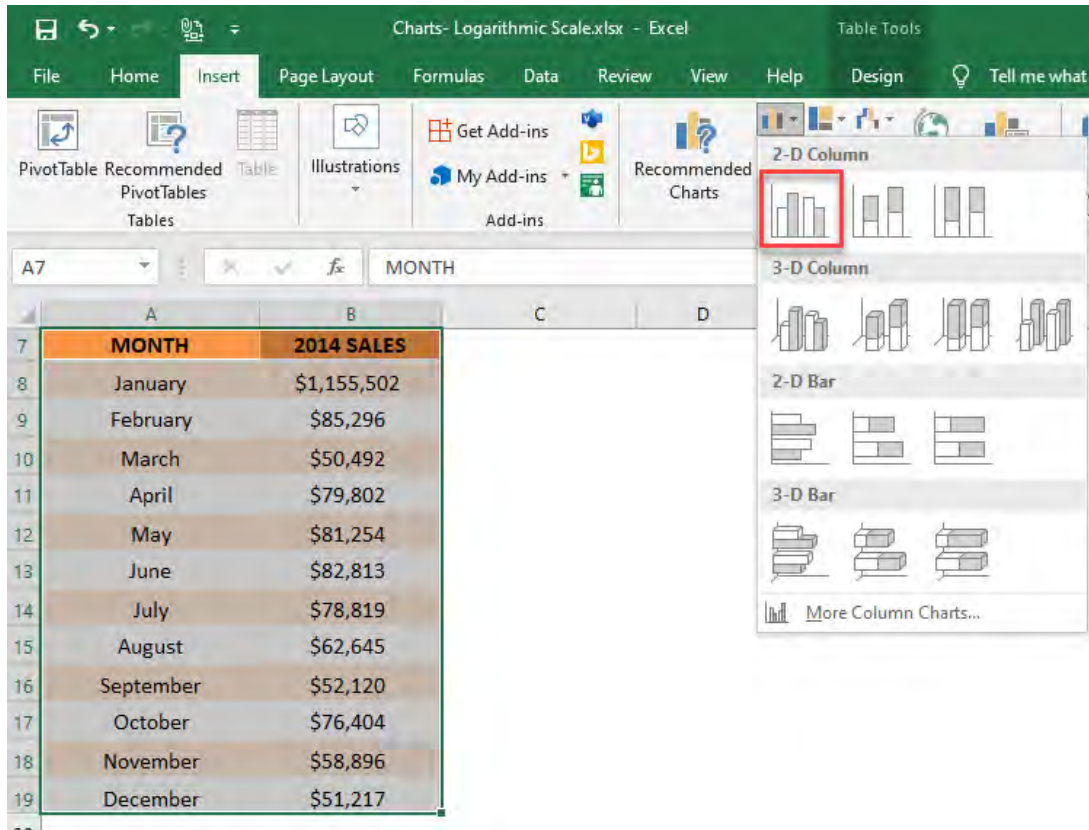 Charts- Logarithmic Scale.xlsx - Excel
Table Tools
File Home Insert Page Layout Formulas Data Review View Help Design Tell me what
PivotTable
Recommended
PivotTables
Table
Tables
Illustrations
Get Add-ins
My Add-ins
Add-ins
Recommended
Charts
A7 fx MONTH
A B C D
7 MONTH 2014 SALES
8 January $1,155,502
9 February $85,296
10 March $50,492
11 April $79,802
12 May $81,254
13 June $82,813
14 July $78,819
15 August $62,645
16 September $52,120
17 October $76,404
18 November $58,896
19 December $51,217
2-D Column
3-D Column
2-D Bar
3-D Bar
More Column Charts...